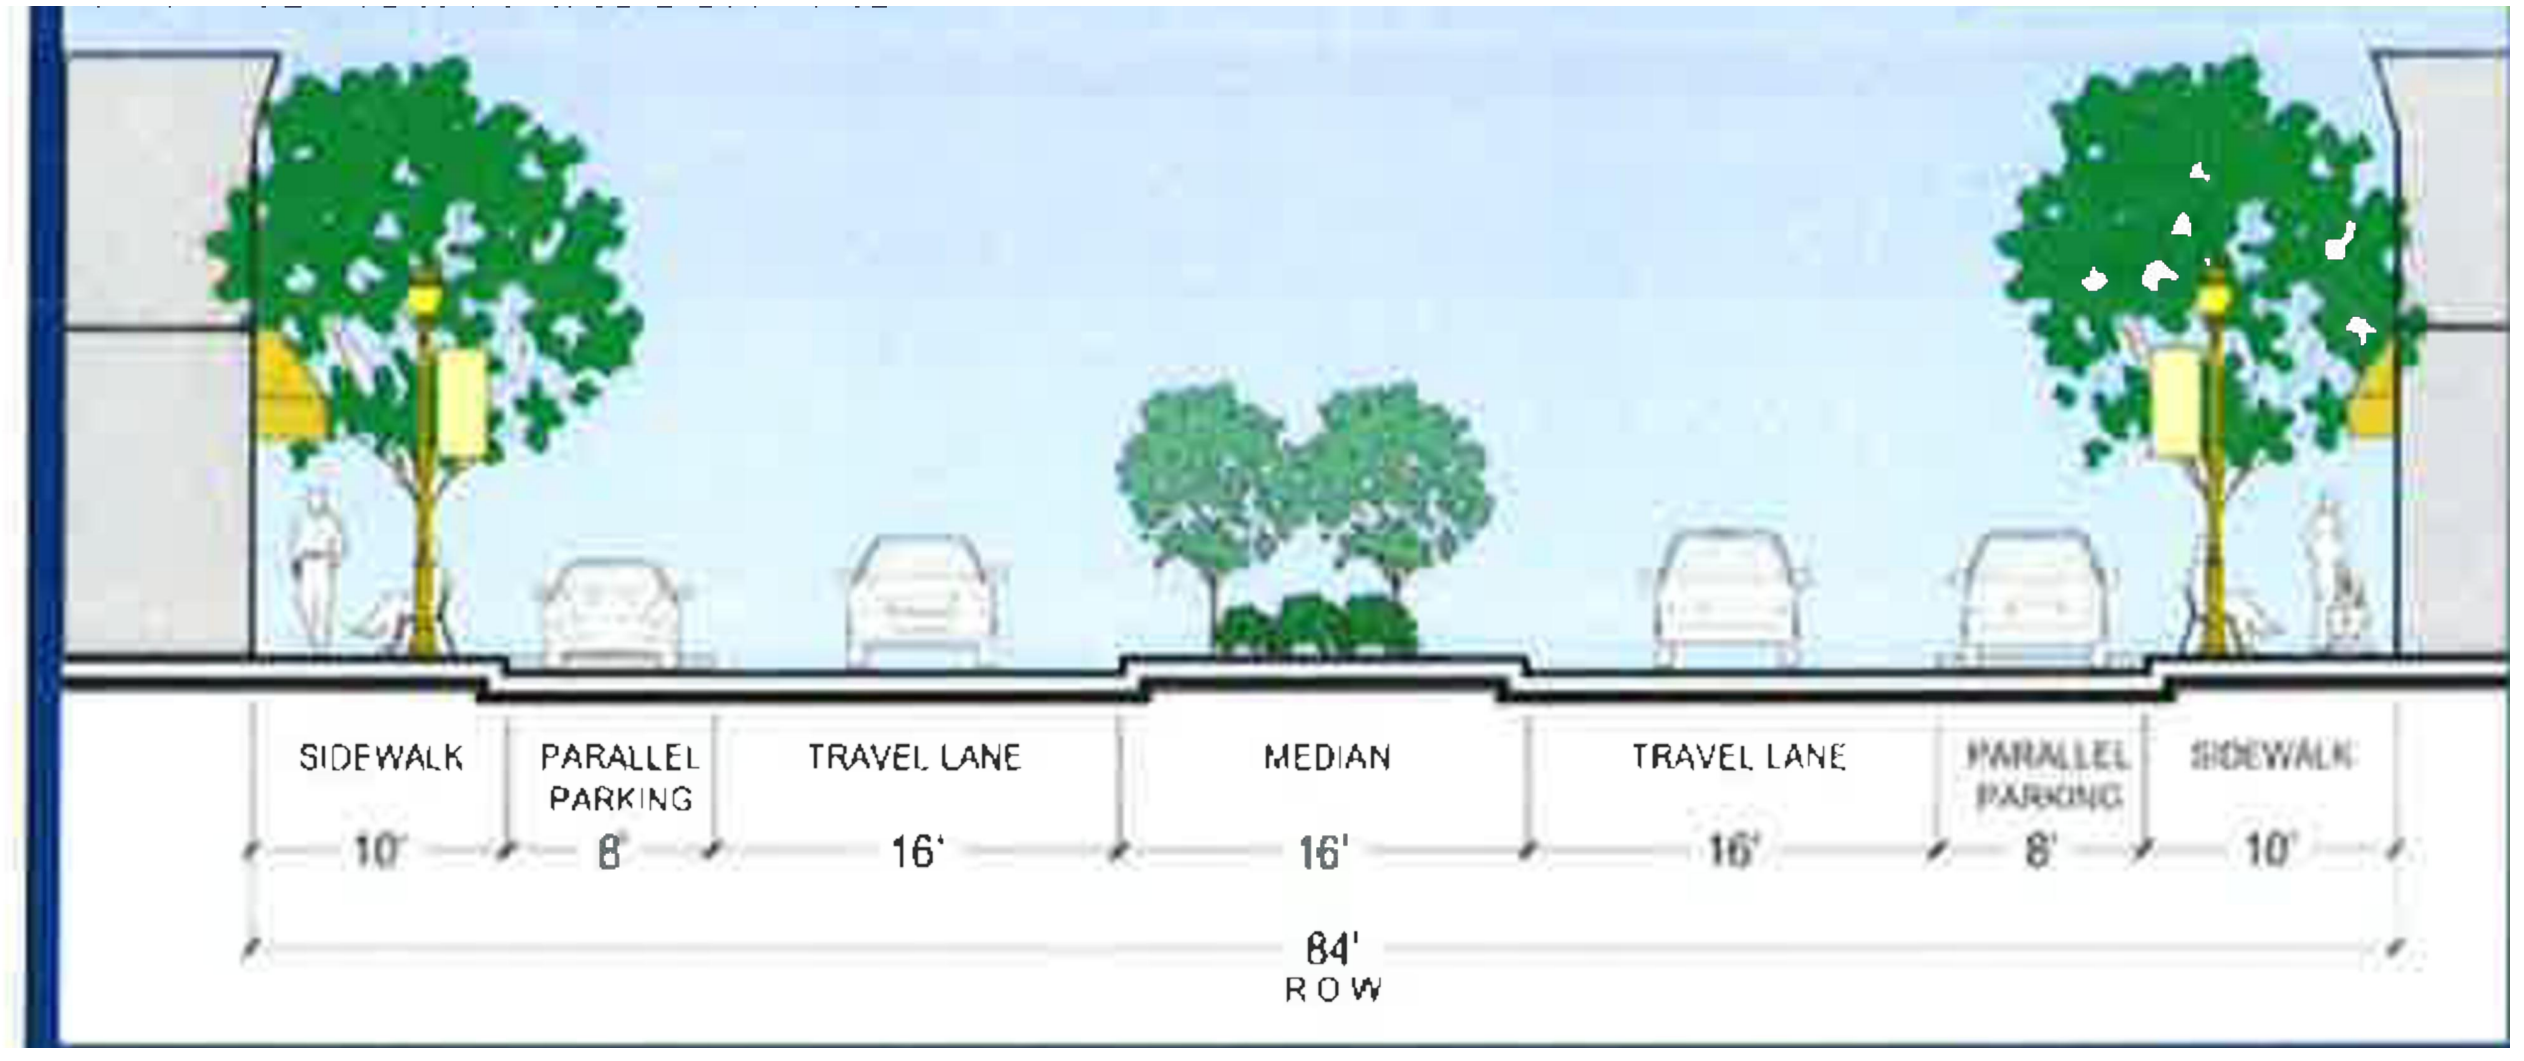 SIDEWALK PARALLEL TRAVEL LANE MEDIAN TRAVEL LANE PARALLEL SIDEWALK
PARKING PARKING
10' 8' 16' 16' 16' 8' 10'
84'
ROW